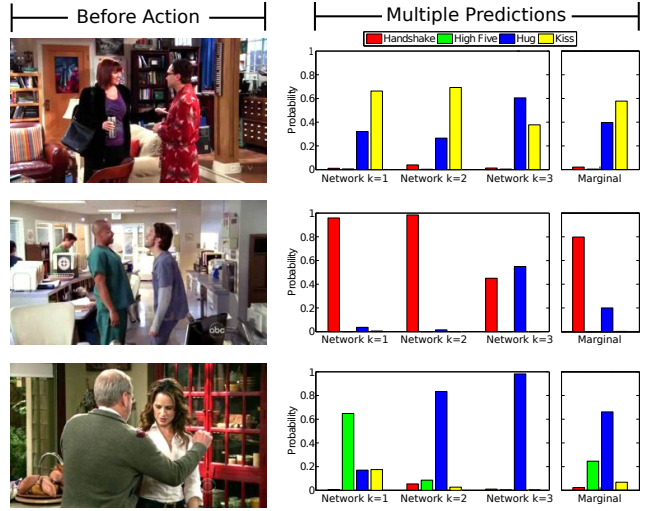 Before Action
Multiple Predictions
Handshake High Five Hug Kiss
Probability
1
0.8
0.6
0.4
0.2
0
Network k=1 Network k=2 Network k=3 Marginal
abc
Probability
1
0.8
0.6
0.4
0.2
0
Network k=1 Network k=2 Network k=3 Marginal
Probability
1
0.8
0.6
0.4
0.2
0
Network k=1 Network k=2 Network k=3 Marginal